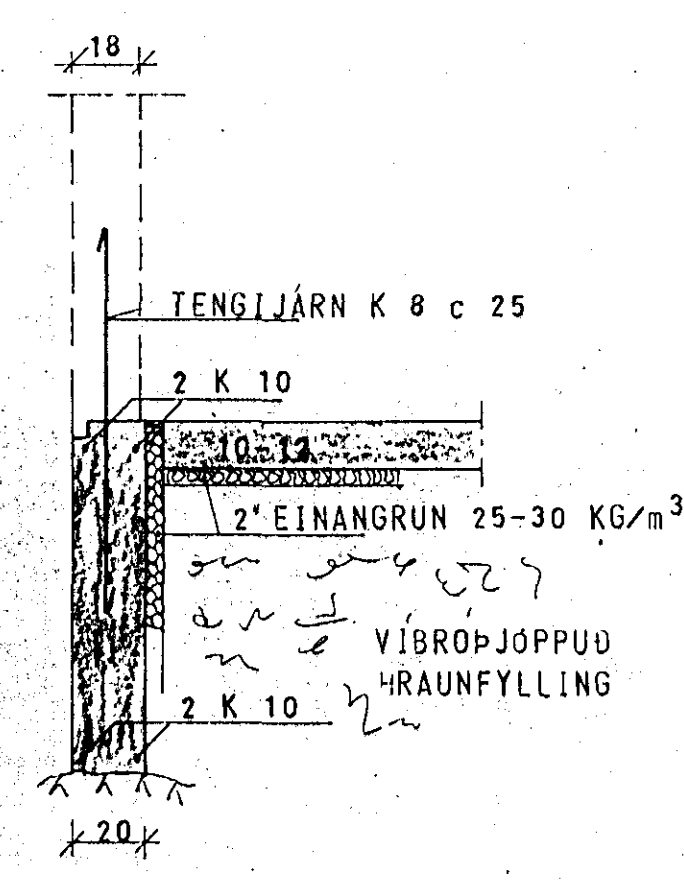 18
TENGIJÁRN K 8 c 25
2 K 10
10-12
2" EINANGRUN 25-30 KG/m³
VÍBRÓÞJÖPPUÐ
HRAUNFYLLING
2 K 10
20